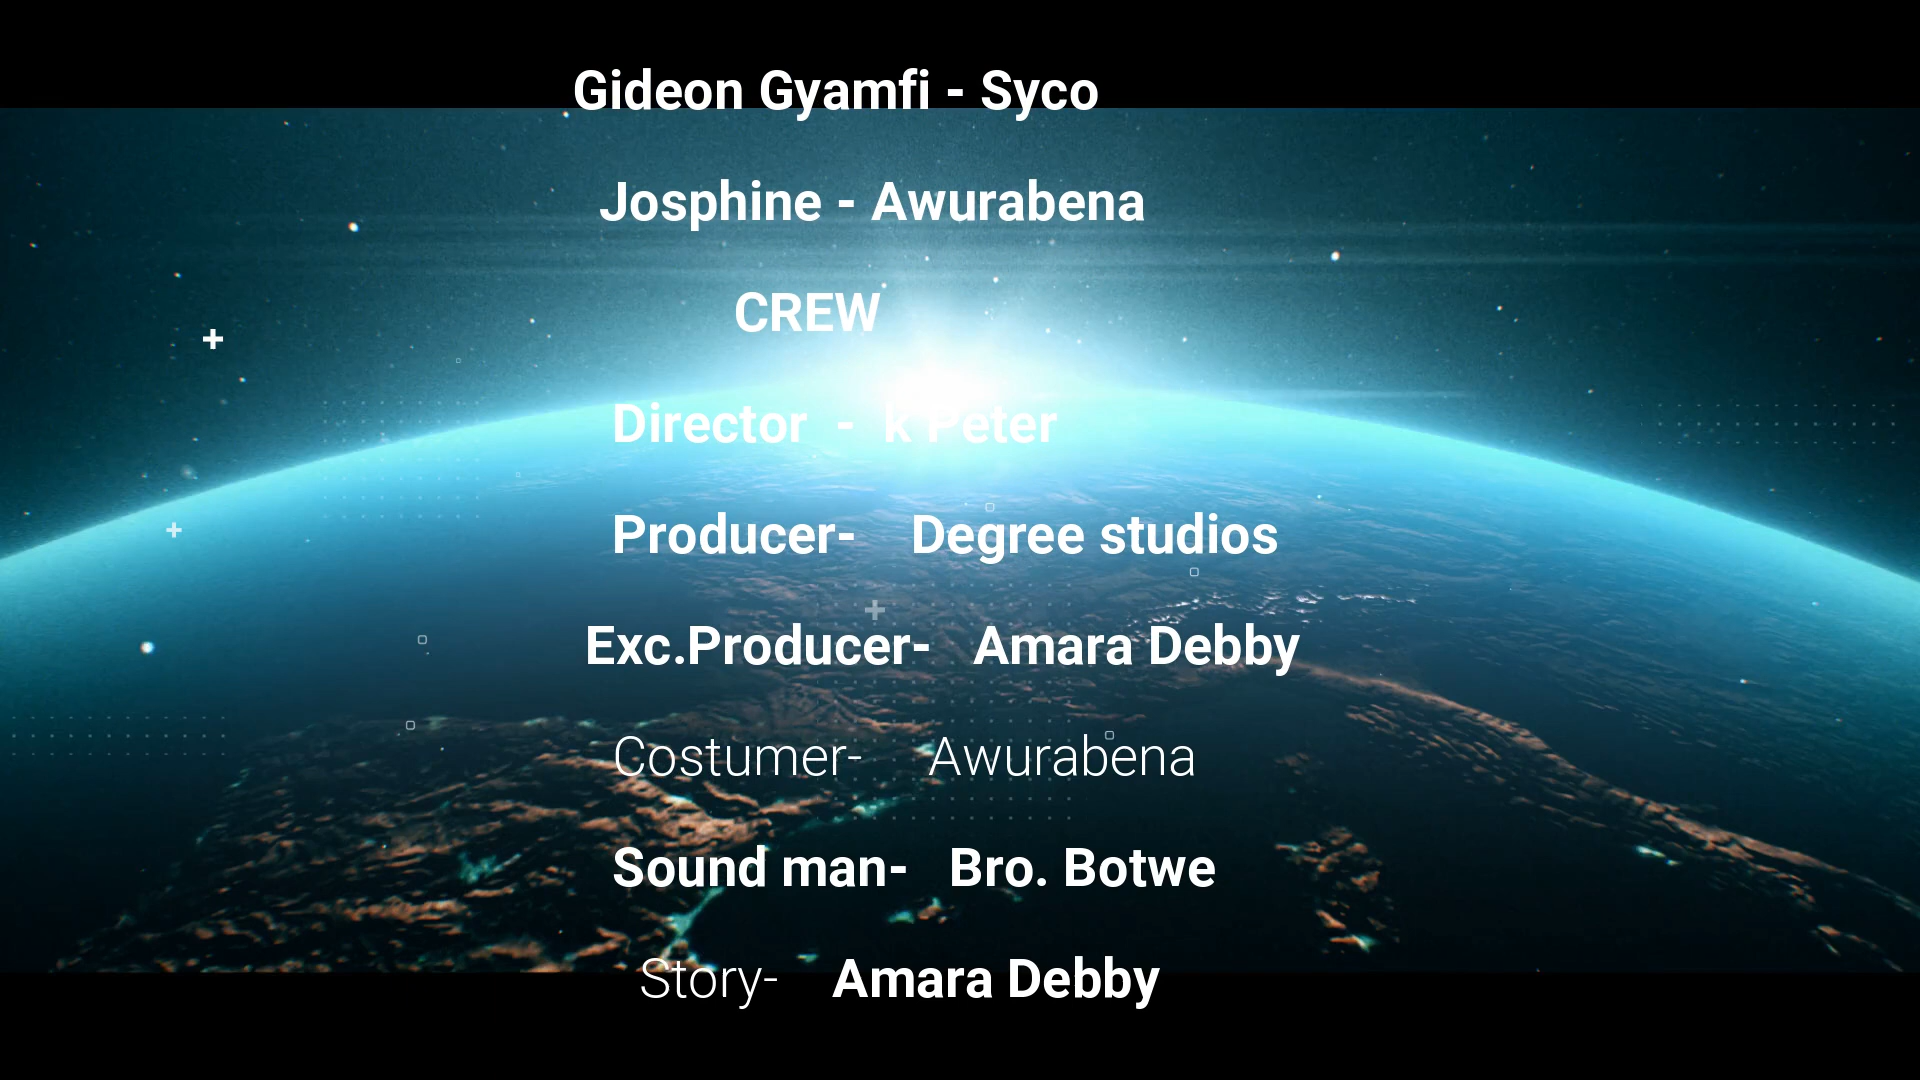 Gideon Gyamfi - Syco
Josphine - Awurabena
CREW
Director - k Peter
Producer- Degree studios
Exc.Producer- Amara Debby
Costumer- Awurabena
Sound man- Bro. Botwe
Story- Amara Debby